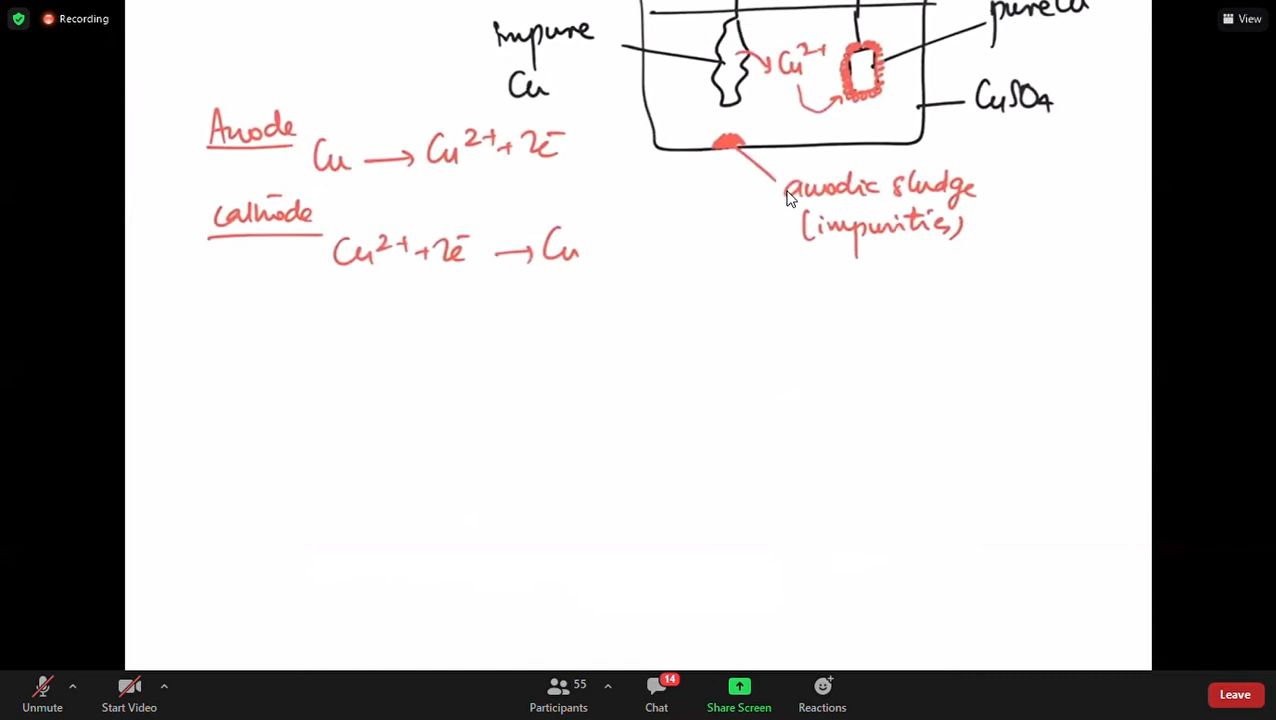 Recording
View
Impure
Cu
pure Cu
Cu2+
CuSO4
Anode
Cu → Cu2+ + 2e-
Cathode
Cu2+ + 2e- → Cu
anodic sludge
(impurities)
Unmute
Start Video
55
Participants
14
Chat
Share Screen
Reactions
Leave